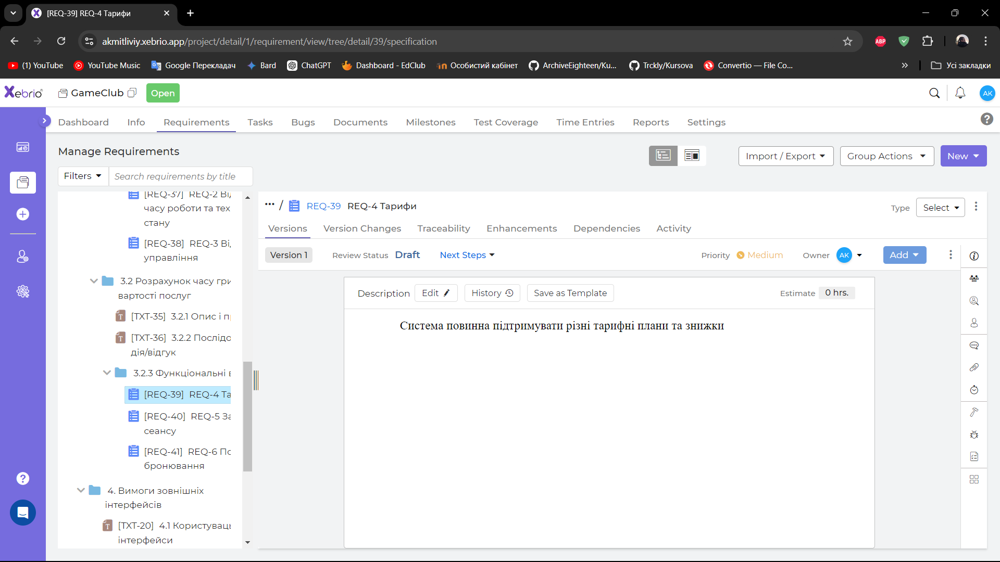 [REQ-39] REQ-4 Тарифи
akmitliviy.xebrio.app/project/detail/1/requirement/view/tree/detail/39/specification
ABP
(1) YouTube
YouTube Music
Google Перекладач
Bard
ChatGPT
Dashboard - EdClub
Особистий кабінет
ArchiveEighteen/Ku...
Trckly/Kursova
Convertio — File Co...
Усі закладки
Xebrio
GameClub
Open
AK
Dashboard
Info
Requirements
Tasks
Bugs
Documents
Milestones
Test Coverage
Time Entries
Reports
Settings
Manage Requirements
Import / Export
Group Actions
New
Filters
Search requirements by title
[REQ-37] REQ-2 Ві
часу роботи та тех
стану
[REQ-38] REQ-3 Ві
управління
3.2 Розрахунок часу гри
вартості послуг
[TXT-35] 3.2.1 Опис і п
[TXT-36] 3.2.2 Послідо
дія/відгук
3.2.3 Функціональні в
[REQ-39] REQ-4 Та
[REQ-40] REQ-5 За
сеансу
[REQ-41] REQ-6 По
бронювання
4. Вимоги зовнішніх
інтерфейсів
[TXT-20] 4.1 Користуваць
інтерфейси
... / REQ-39 REQ-4 Тарифи
Type
Select
Versions
Version Changes
Traceability
Enhancements
Dependencies
Activity
Version 1
Review Status Draft
Next Steps
Priority Medium
Owner AK
Add
Description
Edit
History
Save as Template
Estimate 0 hrs.
Система повинна підтримувати різні тарифні плани та знижки